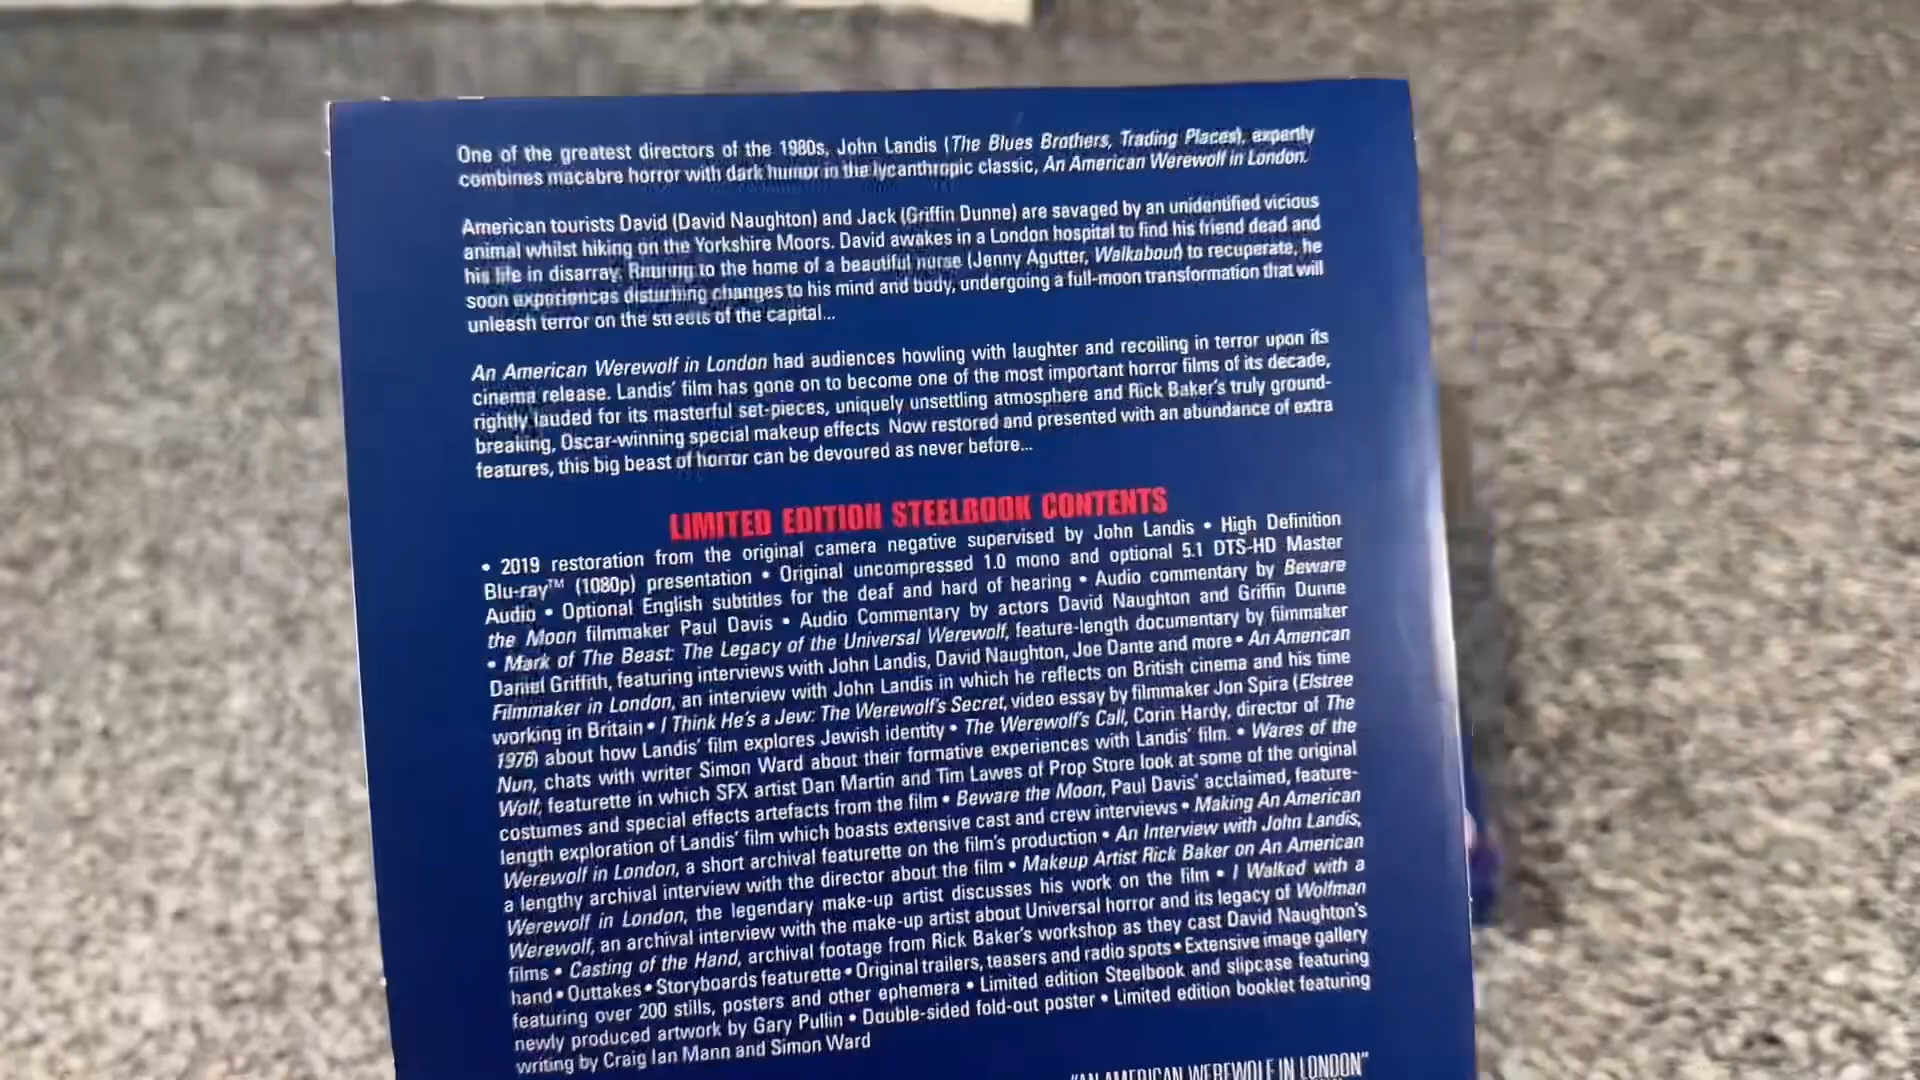 One of the greatest directors of the 1980s, John Landis (The Blues Brothers, Trading Places), expertly
combines macabre horror with dark humor in the lycanthropic classic, An American Werewolf in London.
American tourists David (David Naughton) and Jack (Griffin Dunne) are savaged by an unidentified vicious
animal whilst hiking on the Yorkshire Moors. David awakes in a London hospital to find his friend dead and
his life in disarray. to the home of a beautiful nurse (Jenny Agutter, Walkabout) to recuperate, he
soon experiences disturbing changes to his mind and body, undergoing a full-moon transformation that will
unleash terror on the streets of the capital...
An American Werewolf in London had audiences howling with laughter and recoiling in terror upon its
cinema release. Landis' film has gone on to become one of the most important horror films of its decade,
rightly lauded for its masterful set-pieces, uniquely unsettling atmosphere and Rick Baker's truly ground-
breaking, Oscar-winning special makeup effects Now restored and presented with an abundance of extra
features, this big beast of horror can be devoured as never before...
LIMITED EDITION STEELBOOK CONTENTS
• 2019 restoration from the original camera negative supervised by John Landis • High Definition
Blu-ray™ (1080p) presentation • Original uncompressed 1.0 mono and optional 5.1 DTS-HD Master
Audio • Optional English subtitles for the deaf and hard of hearing • Audio commentary by Beware
the Moon filmmaker Paul Davis • Audio Commentary by actors David Naughton and Griffin Dunne
• Mark of The Beast: The Legacy of the Universal Werewolf, feature-length documentary by filmmaker
Daniel Griffith, featuring interviews with John Landis, David Naughton, Joe Dante and more • An American
Filmmaker in London, an interview with John Landis in which he reflects on British cinema and his time
working in Britain • I Think He's a Jew: The Werewolf's Secret, video essay by filmmaker Jon Spira (Elstree
1976) about how Landis' film explores Jewish identity • The Werewolf's Call, Corin Hardy, director of The
Nun, chats with writer Simon Ward about their formative experiences with Landis' film. • Wares of the
Wolf, featurette in which SFX artist Dan Martin and Tim Lawes of Prop Store look at some of the original
costumes and special effects artefacts from the film • Beware the Moon, Paul Davis' acclaimed, feature-
length exploration of Landis' film which boasts extensive cast and crew interviews • Making An American
Werewolf in London, a short archival featurette on the film's production • An Interview with John Landis,
a lengthy archival interview with the director about the film • Makeup Artist Rick Baker on An American
Werewolf in London, the legendary make-up artist discusses his work on the film • I Walked with a
Werewolf, an archival interview with the make-up artist about Universal horror and its legacy of Wolfman
films • Casting of the Hand, archival footage from Rick Baker's workshop as they cast David Naughton's
hand • Outtakes • Storyboards featurette • Original trailers, teasers and radio spots • Extensive image gallery
featuring over 200 stills, posters and other ephemera • Limited edition Steelbook and slipcase featuring
newly produced artwork by Gary Pullin • Double-sided fold-out poster • Limited edition booklet featuring
writing by Craig Ian Mann and Simon Ward
"AN AMERICAN WEREWOLF IN LONDON"